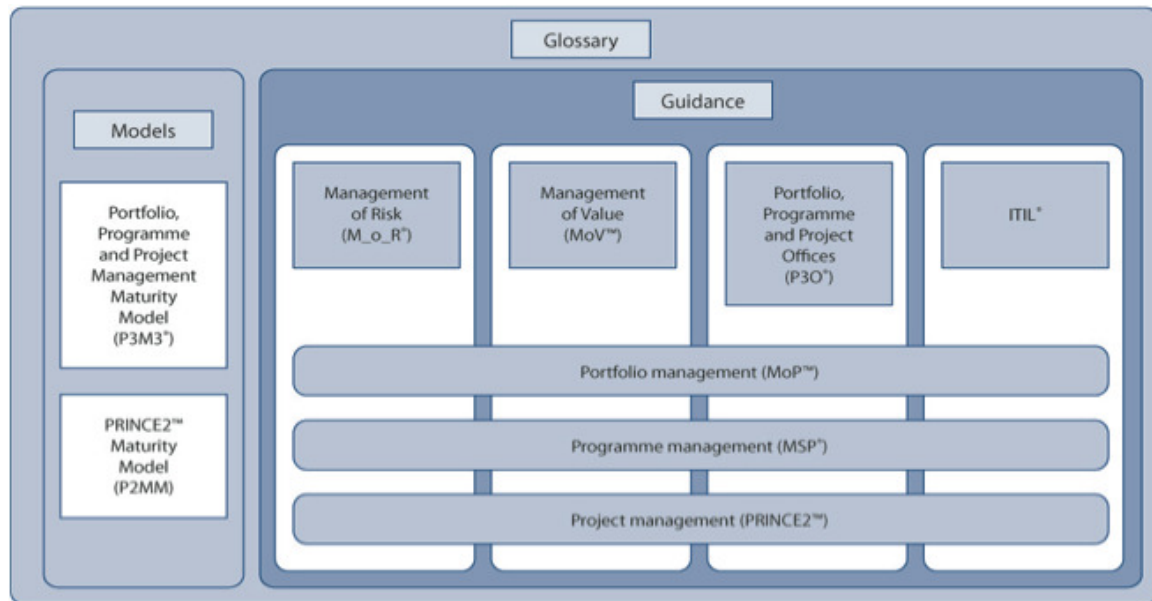 Glossary
Models
Portfolio,
Programme
and Project
Management
Maturity
Model
(P3M3®)
PRINCE2™
Maturity
Model
(P2MM)
Guidance
Management
of Risk
(M_o_R®)
Management
of Value
(MoV™)
Portfolio,
Programme
and Project
Offices
(P3O®)
ITIL®
Portfolio management (MoP™)
Programme management (MSP®)
Project management (PRINCE2™)